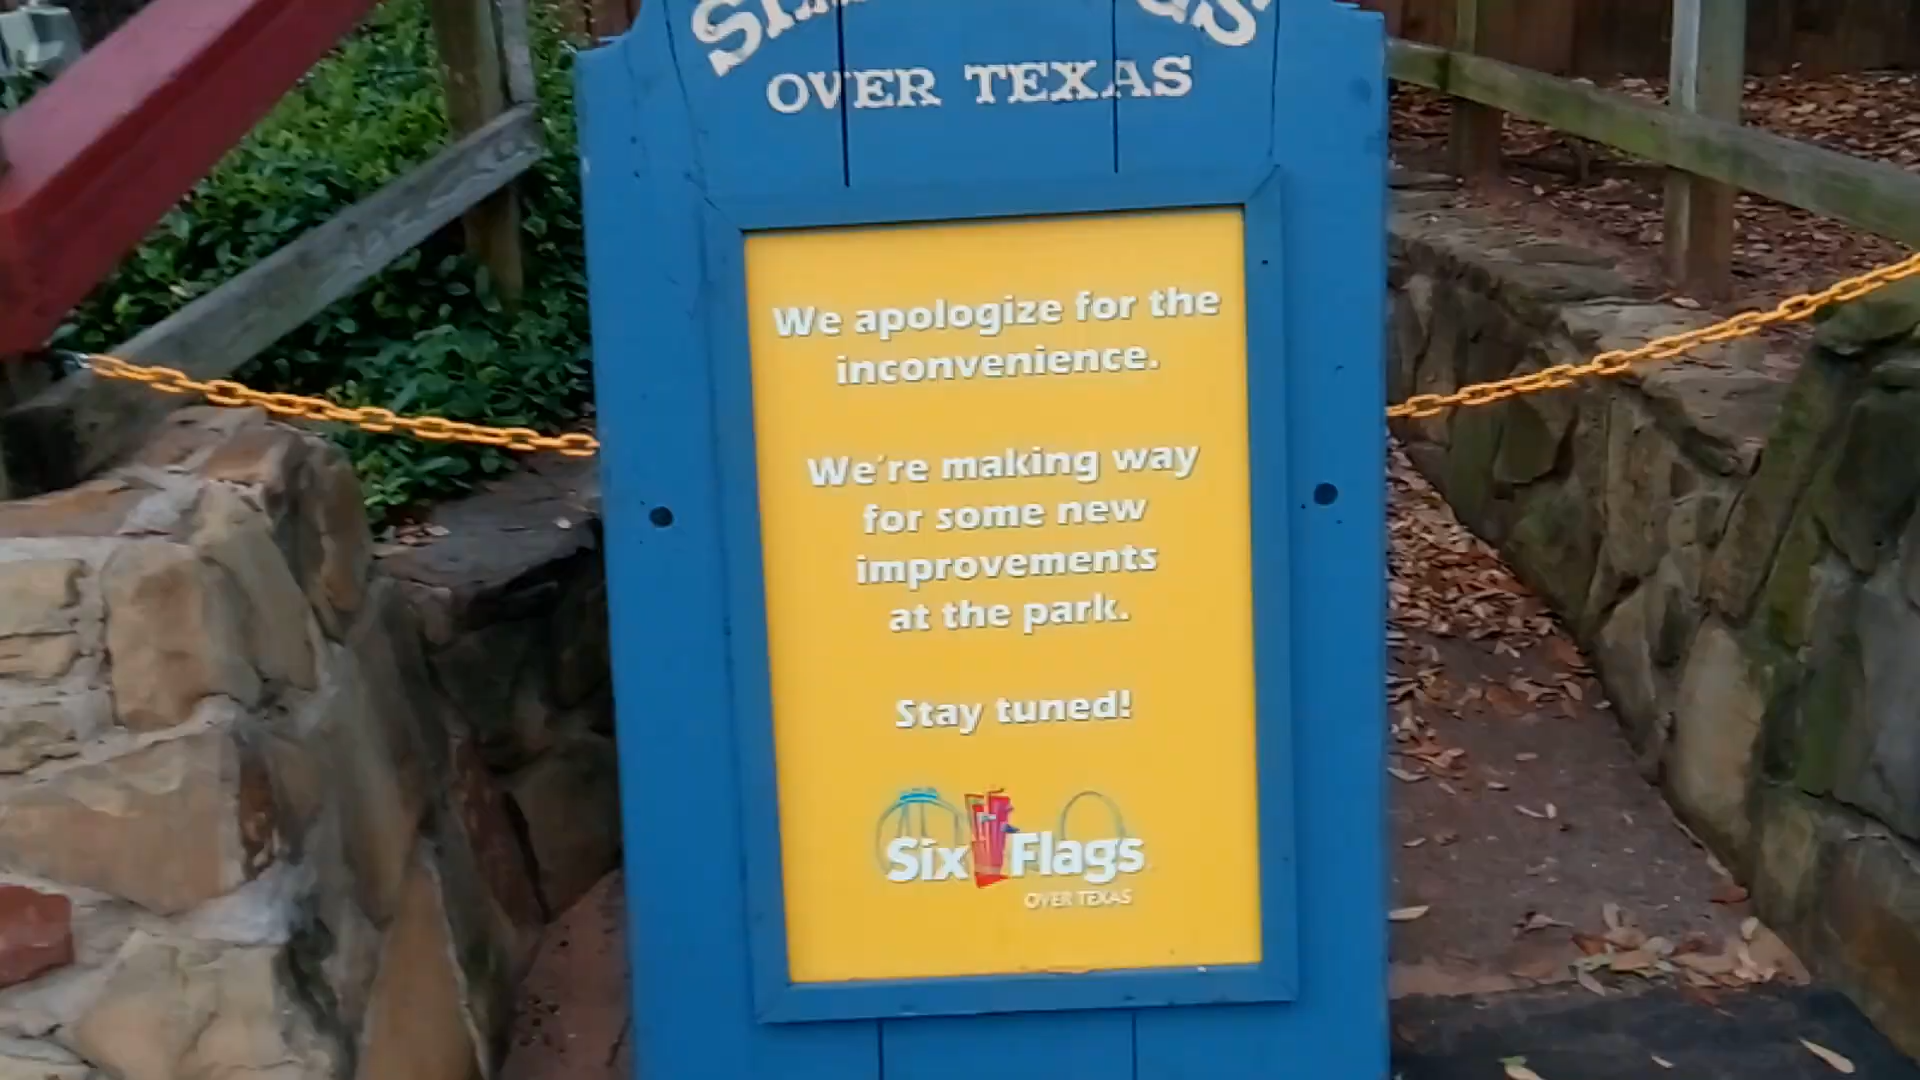 OVER TEXAS
We apologize for the
inconvenience.
We're making way
for some new
improvements
at the park.
Stay tuned!
Six Flags
OVER TEXAS